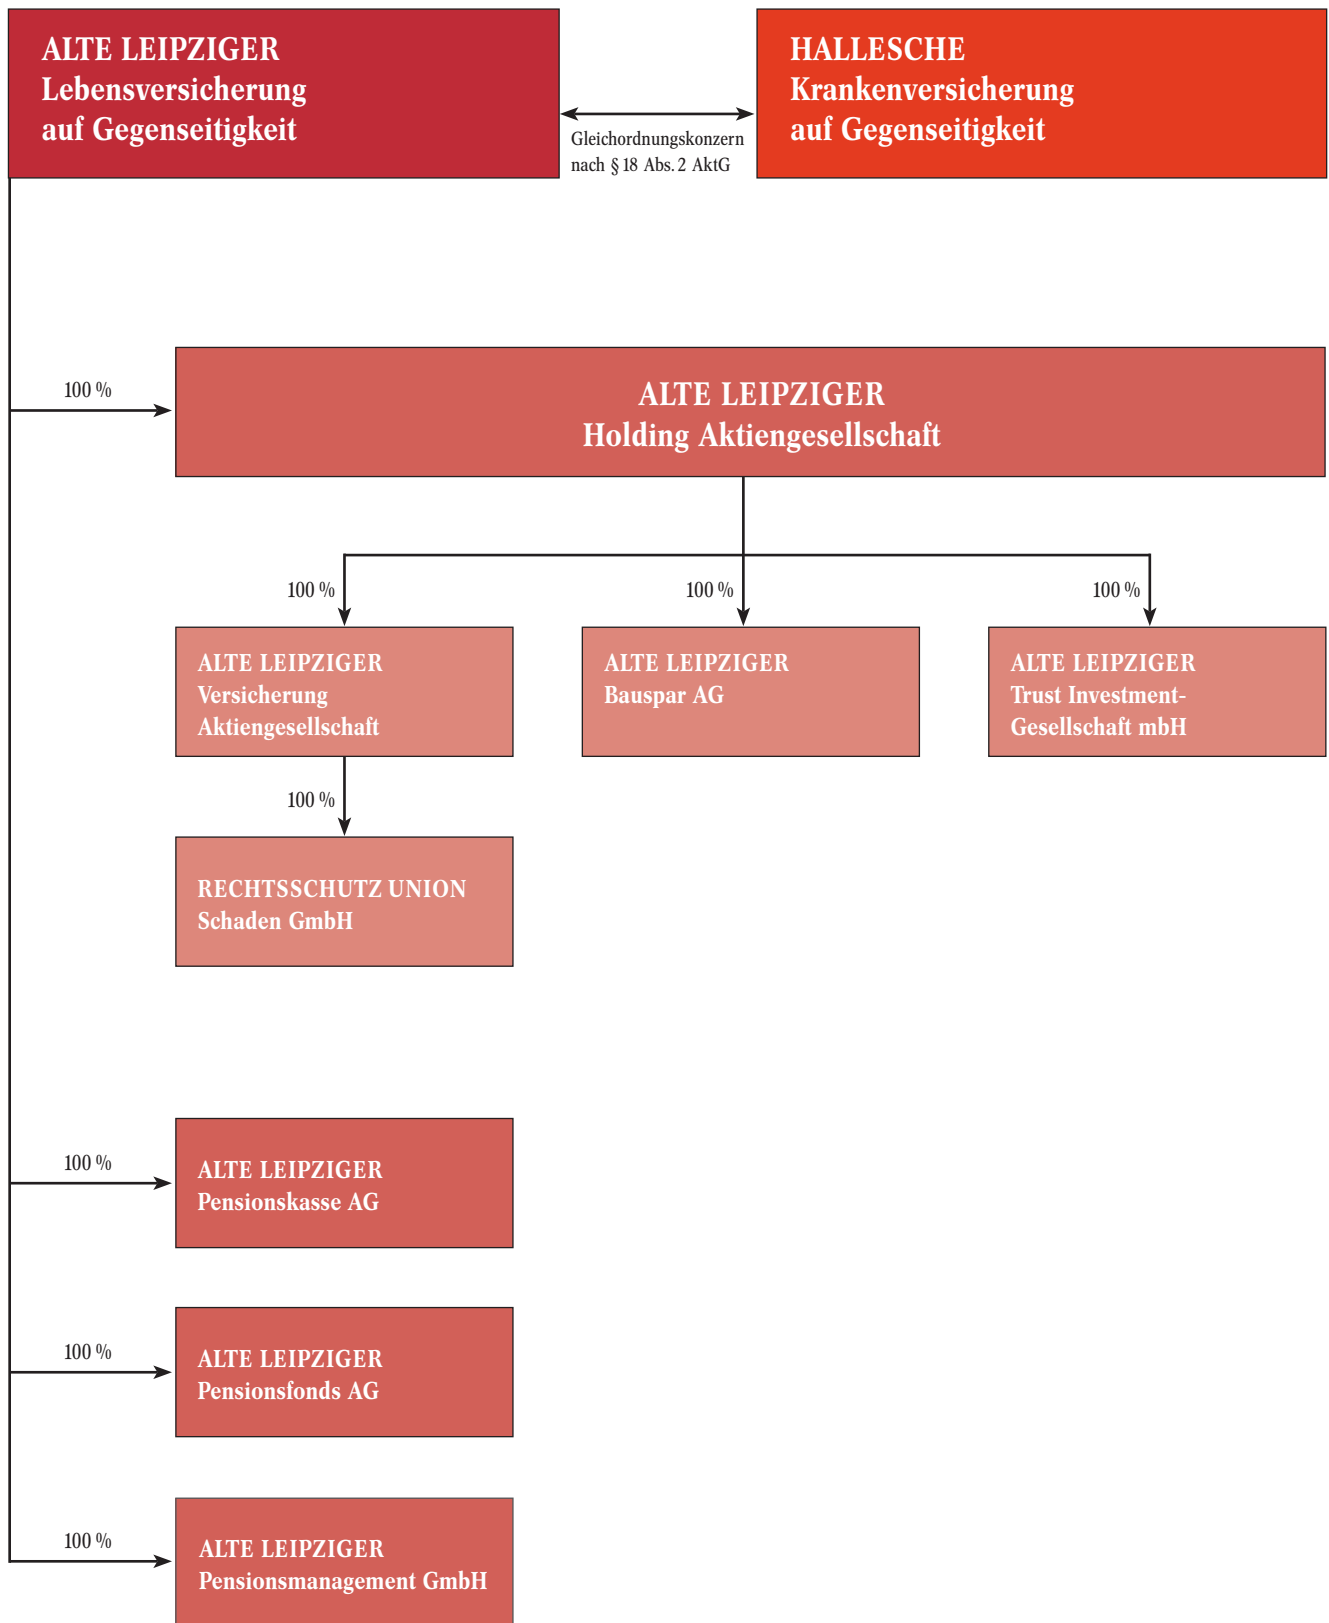 ALTE LEIPZIGER
Lebensversicherung
auf Gegenseitigkeit
Gleichordnungskonzern
nach § 18 Abs. 2 AktG
HALLESCHE
Krankenversicherung
auf Gegenseitigkeit
100 %
ALTE LEIPZIGER
Holding Aktiengesellschaft
100 %
ALTE LEIPZIGER
Versicherung
Aktiengesellschaft
100 %
ALTE LEIPZIGER
Bauspar AG
100 %
ALTE LEIPZIGER
Trust Investment-
Gesellschaft mbH
100 %
RECHTSSCHUTZ UNION
Schaden GmbH
100 %
ALTE LEIPZIGER
Pensionskasse AG
100 %
ALTE LEIPZIGER
Pensionsfonds AG
100 %
ALTE LEIPZIGER
Pensionsmanagement GmbH